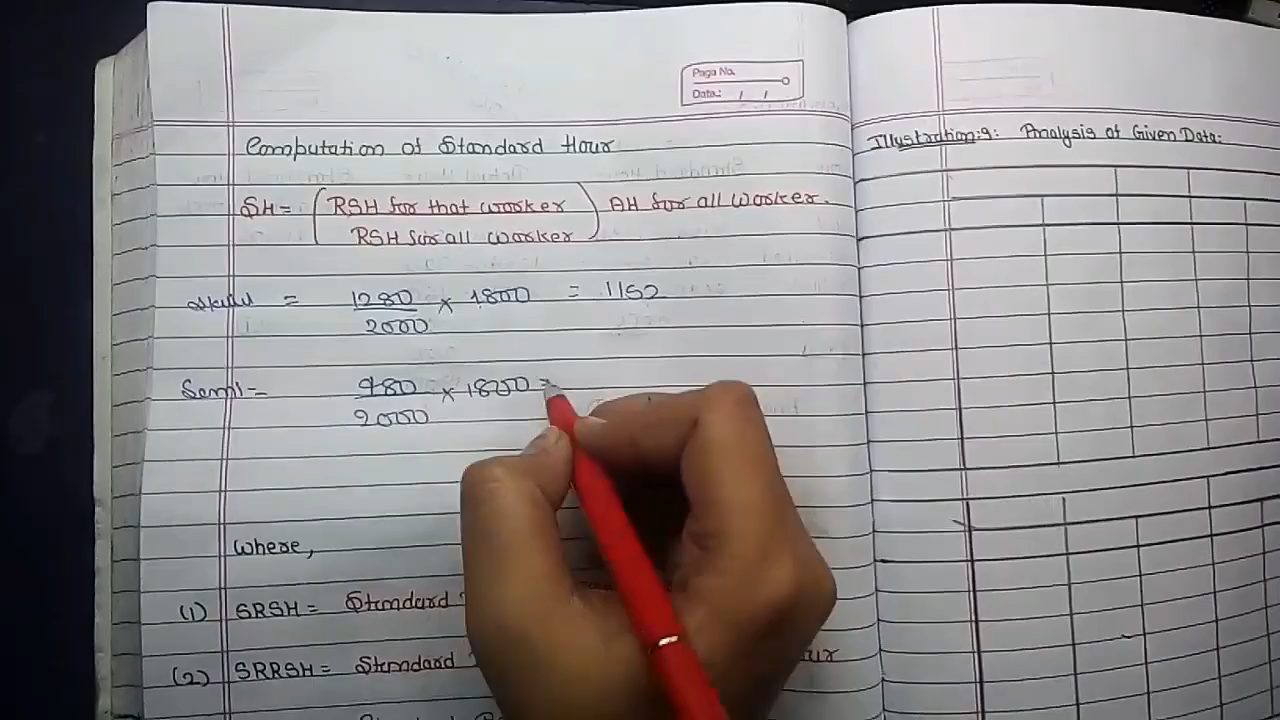 Page No.
Date: / /
Computation of Standard Hour
SH = (RSH for that worker / RSH for all worker) AH for all worker.
Skill = 1280/2000 × 1800 = 1152
Semi = 480/2000 × 1800 =
Where,
(1) SRSH = Standard
(2) SRRSH = Standard
Illustration:9: Analysis of Given Data: